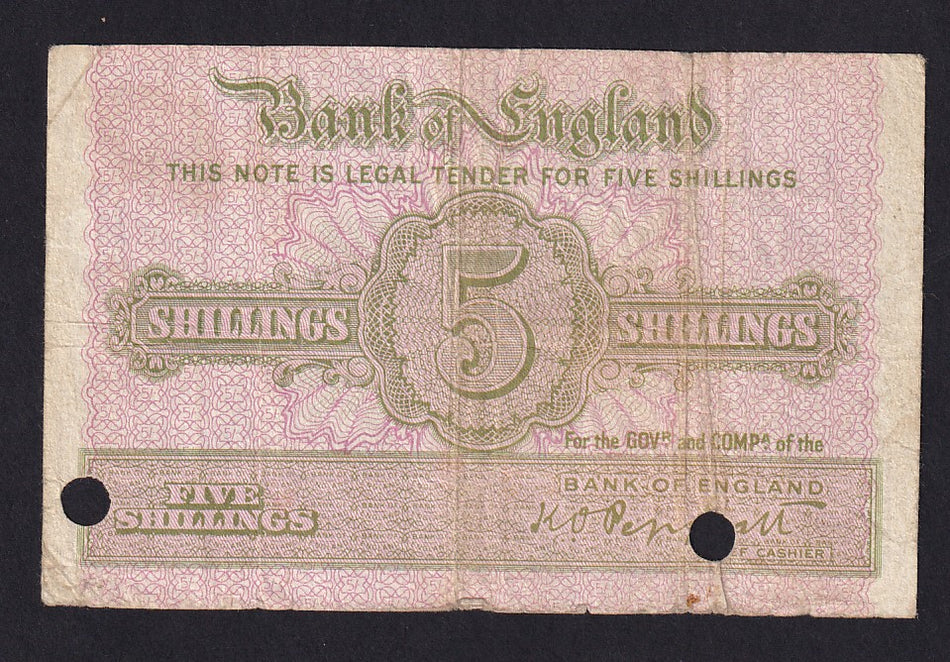 Bank of England
THIS NOTE IS LEGAL TENDER FOR FIVE SHILLINGS
SHILLINGS 5 SHILLINGS
For the GOVR and COMPA of the
BANK OF ENGLAND
FIVE
SHILLINGS
K O Pepp
CASHIER